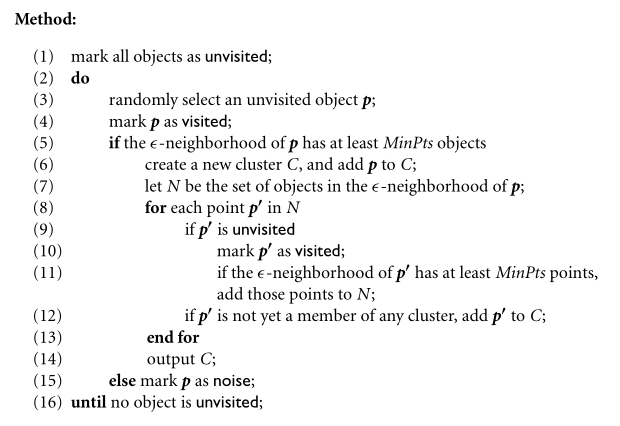 Method:
(1) mark all objects as unvisited;
(2) do
(3) randomly select an unvisited object p;
(4) mark p as visited;
(5) if the ϵ-neighborhood of p has at least MinPts objects
(6) create a new cluster C, and add p to C;
(7) let N be the set of objects in the ϵ-neighborhood of p;
(8) for each point p′ in N
(9) if p′ is unvisited
(10) mark p′ as visited;
(11) if the ϵ-neighborhood of p′ has at least MinPts points,
add those points to N;
(12) if p′ is not yet a member of any cluster, add p′ to C;
(13) end for
(14) output C;
(15) else mark p as noise;
(16) until no object is unvisited;